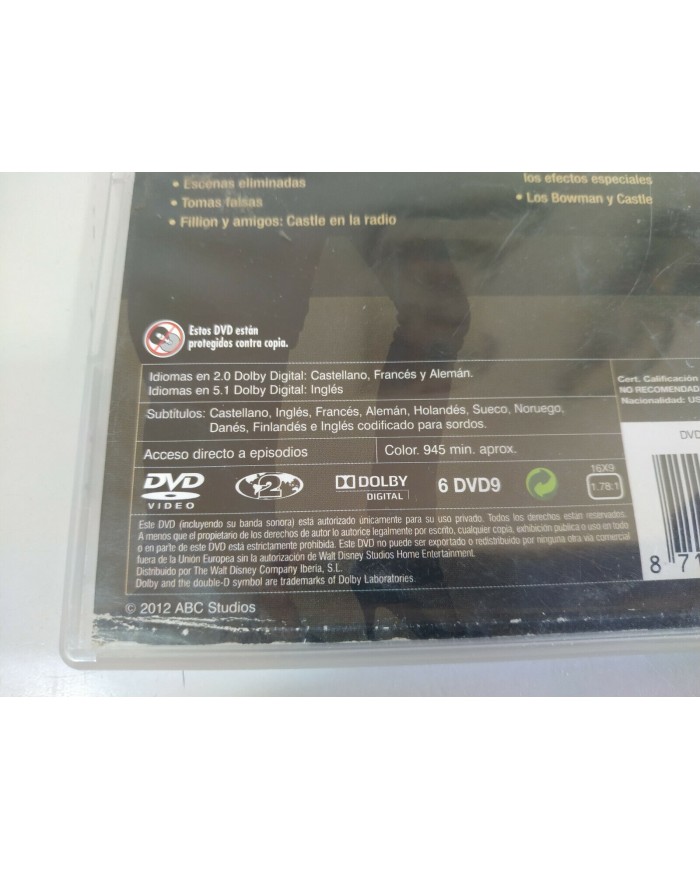 • Escenas eliminadas
• Tomas falsas
• Fillion y amigos: Castle en la radio
los efectos especiales
• Los Bowman y Castle
Estos DVD están
protegidos contra copia.
Idiomas en 2.0 Dolby Digital: Castellano, Francés y Alemán.
Idiomas en 5.1 Dolby Digital: Inglés
Subtítulos: Castellano, Inglés, Francés, Alemán, Holandés, Sueco, Noruego,
Danés, Finlandés e Inglés codificado para sordos.
Acceso directo a episodios
Color. 945 min. aprox.
Cert. Calificación
NO RECOMENDAD
Nacionalidad: US
DVD
DVD
VIDEO
2
DOLBY
DIGITAL
6 DVD9
16X9
1.78:1
8 71
Este DVD (incluyendo su banda sonora) está autorizado únicamente para su uso privado. Todos los derechos están reservados.
A menos que el propietario de los derechos de autor lo autorice legalmente por escrito, cualquier copia, exhibición pública o uso en todo
o en parte de este DVD está estrictamente prohibida. Este DVD no puede ser exportado o redistribuido por ninguna otra vía comercial
fuera de la Unión Europea sin la autorización de Walt Disney Studios Home Entertainment.
Distribuido por The Walt Disney Company Iberia, S.L.
Dolby and the double-D symbol are trademarks of Dolby Laboratories.
© 2012 ABC Studios